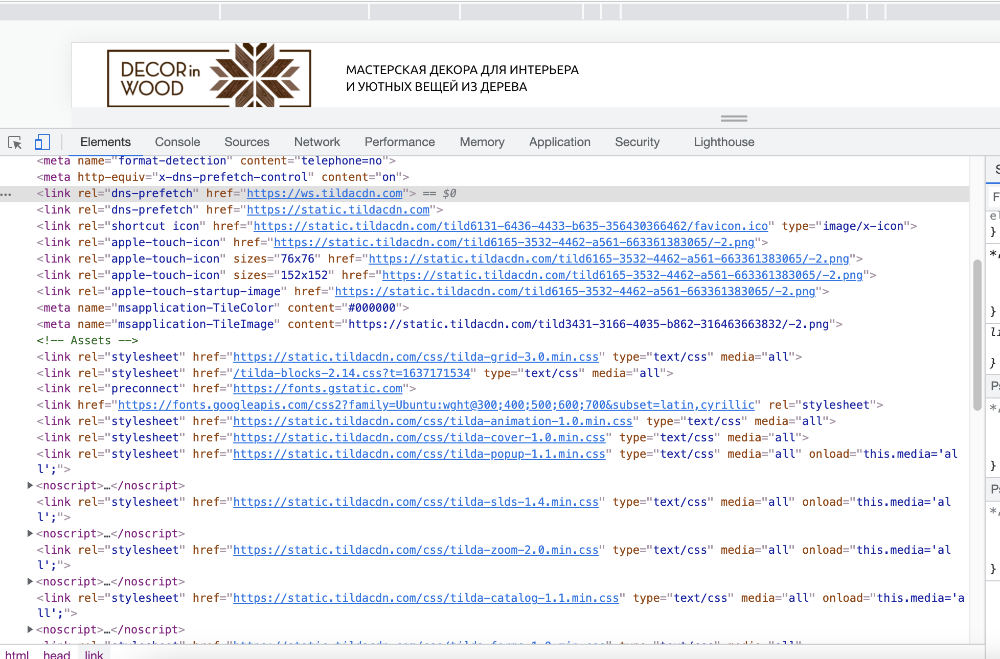 DECOR in
WOOD
МАСТЕРСКАЯ ДЕКОРА ДЛЯ ИНТЕРЬЕРА
И УЮТНЫХ ВЕЩЕЙ ИЗ ДЕРЕВА
Elements Console Sources Network Performance Memory Application Security Lighthouse
<meta name="format-detection" content="telephone=no">
<meta http-equiv="x-dns-prefetch-control" content="on">
<link rel="dns-prefetch" href="https://ws.tildacdn.com"> == $0
<link rel="dns-prefetch" href="https://static.tildacdn.com">
<link rel="shortcut icon" href="https://static.tildacdn.com/tild6131-6436-4433-b635-356430366462/favicon.ico" type="image/x-icon">
<link rel="apple-touch-icon" href="https://static.tildacdn.com/tild6165-3532-4462-a561-663361383065/-2.png">
<link rel="apple-touch-icon" sizes="76x76" href="https://static.tildacdn.com/tild6165-3532-4462-a561-663361383065/-2.png">
<link rel="apple-touch-icon" sizes="152x152" href="https://static.tildacdn.com/tild6165-3532-4462-a561-663361383065/-2.png">
<link rel="apple-touch-startup-image" href="https://static.tildacdn.com/tild6165-3532-4462-a561-663361383065/-2.png">
<meta name="msapplication-TileColor" content="#000000">
<meta name="msapplication-TileImage" content="https://static.tildacdn.com/tild3431-3166-4035-b862-316463663832/-2.png">
<!-- Assets -->
<link rel="stylesheet" href="https://static.tildacdn.com/css/tilda-grid-3.0.min.css" type="text/css" media="all">
<link rel="stylesheet" href="/tilda-blocks-2.14.css?t=1637171534" type="text/css" media="all">
<link rel="preconnect" href="https://fonts.gstatic.com">
<link href="https://fonts.googleapis.com/css2?family=Ubuntu:wght@300;400;500;600;700&subset=latin,cyrillic" rel="stylesheet">
<link rel="stylesheet" href="https://static.tildacdn.com/css/tilda-animation-1.0.min.css" type="text/css" media="all">
<link rel="stylesheet" href="https://static.tildacdn.com/css/tilda-cover-1.0.min.css" type="text/css" media="all">
<link rel="stylesheet" href="https://static.tildacdn.com/css/tilda-popup-1.1.min.css" type="text/css" media="all" onload="this.media='al
l';">
<noscript>…</noscript>
<link rel="stylesheet" href="https://static.tildacdn.com/css/tilda-slds-1.4.min.css" type="text/css" media="all" onload="this.media='al
l';">
<noscript>…</noscript>
<link rel="stylesheet" href="https://static.tildacdn.com/css/tilda-zoom-2.0.min.css" type="text/css" media="all" onload="this.media='al
l';">
<noscript>…</noscript>
<link rel="stylesheet" href="https://static.tildacdn.com/css/tilda-catalog-1.1.min.css" type="text/css" media="all" onload="this.media='a
ll';">
<noscript>…</noscript>
html head link